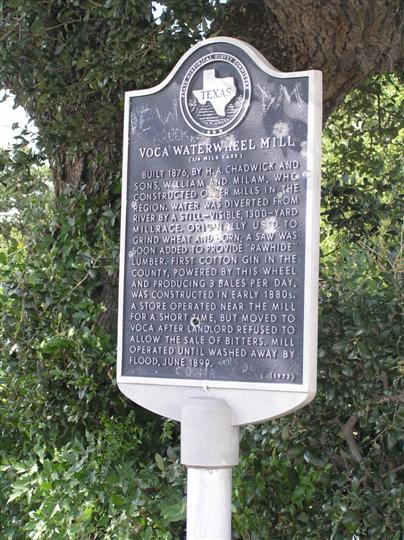 TEXAS
VOCA WATERWHEEL MILL
(1/8 MILE EAST)
BUILT 1876, BY H. A. CHADWICK AND
SONS, WILLIAM AND MILAM, WHO
CONSTRUCTED OTHER MILLS IN THE
REGION. WATER WAS DIVERTED FROM
RIVER BY A STILL-VISIBLE, 1300-YARD
MILLRACE. ORIGINALLY USED TO
GRIND WHEAT AND CORN; A SAW WAS
SOON ADDED TO PROVIDE "RAWHIDE"
LUMBER. FIRST COTTON GIN IN THE
COUNTY, POWERED BY THIS WHEEL
AND PRODUCING 3 BALES PER DAY,
WAS CONSTRUCTED IN EARLY 1880s.
A STORE OPERATED NEAR THE MILL
FOR A SHORT TIME, BUT MOVED TO
VOCA AFTER LANDLORD REFUSED TO
ALLOW THE SALE OF BITTERS. MILL
OPERATED UNTIL WASHED AWAY BY
FLOOD, JUNE 1899.
(1973)